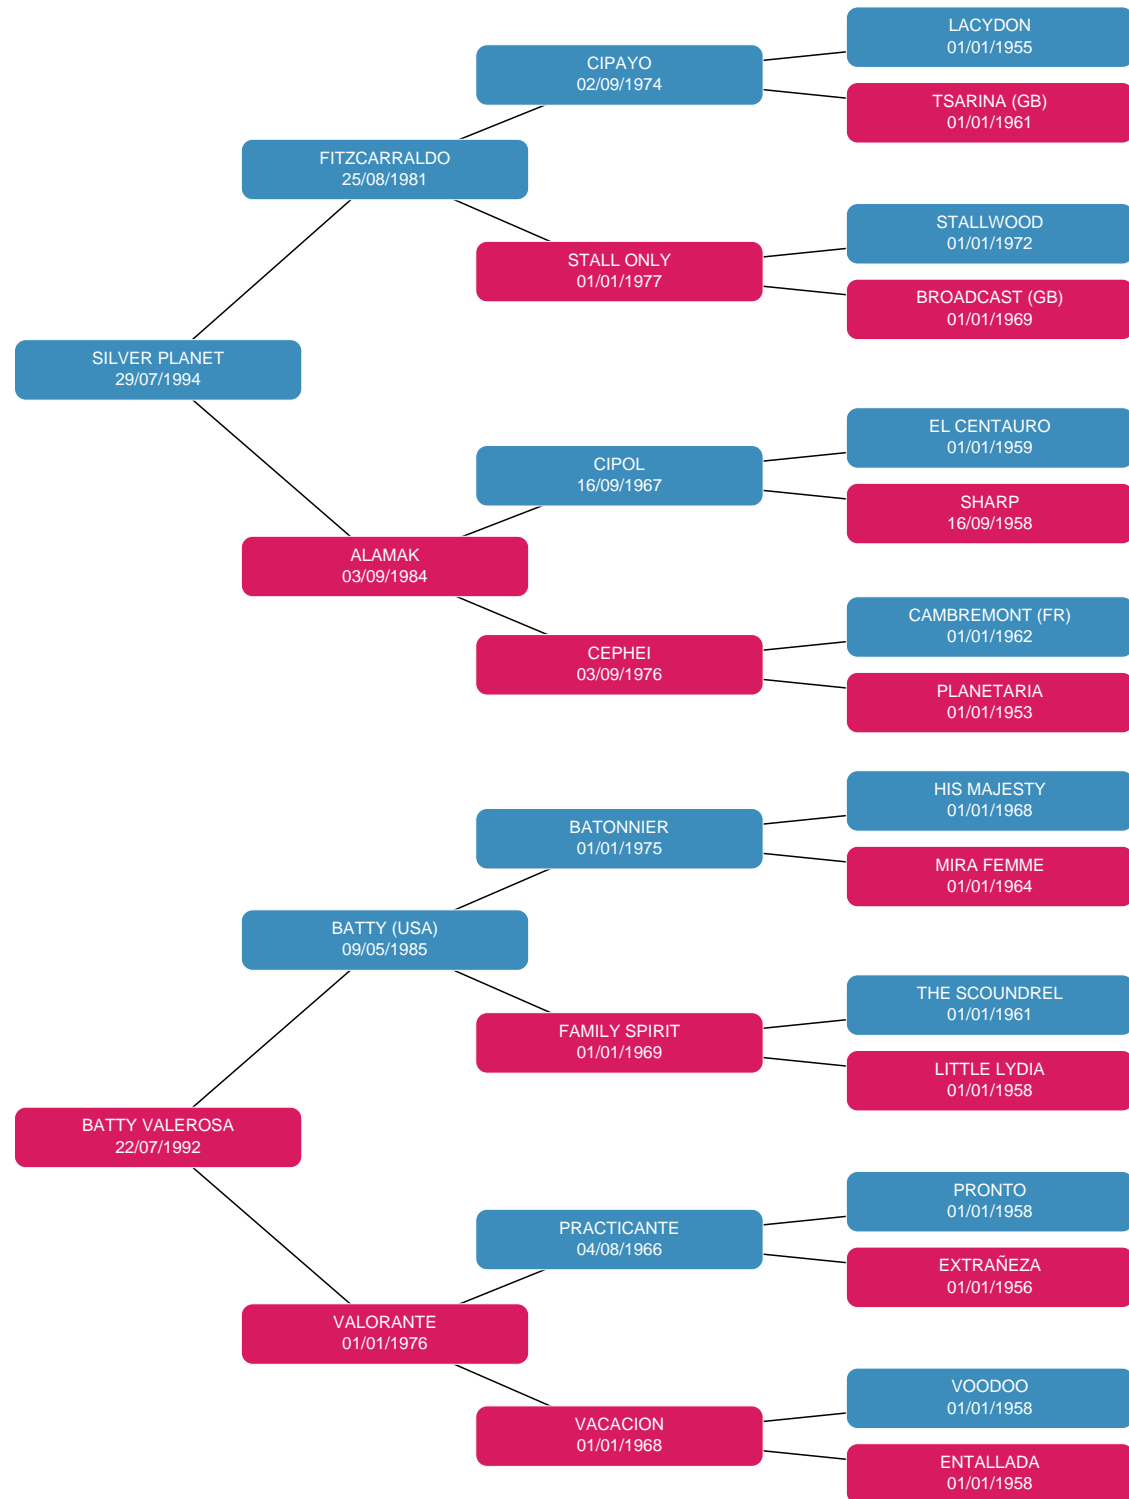 LACYDON
01/01/1955
CIPAYO
02/09/1974
TSARINA (GB)
01/01/1961
FITZCARRALDO
25/08/1981
STALLWOOD
01/01/1972
STALL ONLY
01/01/1977
BROADCAST (GB)
01/01/1969
SILVER PLANET
29/07/1994
EL CENTAURO
01/01/1959
CIPOL
16/09/1967
SHARP
16/09/1958
ALAMAK
03/09/1984
CAMBREMONT (FR)
01/01/1962
CEPHEI
03/09/1976
PLANETARIA
01/01/1953
HIS MAJESTY
01/01/1968
BATONNIER
01/01/1975
MIRA FEMME
01/01/1964
BATTY (USA)
09/05/1985
THE SCOUNDREL
01/01/1961
FAMILY SPIRIT
01/01/1969
LITTLE LYDIA
01/01/1958
BATTY VALEROSA
22/07/1992
PRONTO
01/01/1958
PRACTICANTE
04/08/1966
EXTRAÑEZA
01/01/1956
VALORANTE
01/01/1976
VOODOO
01/01/1958
VACACION
01/01/1968
ENTALLADA
01/01/1958